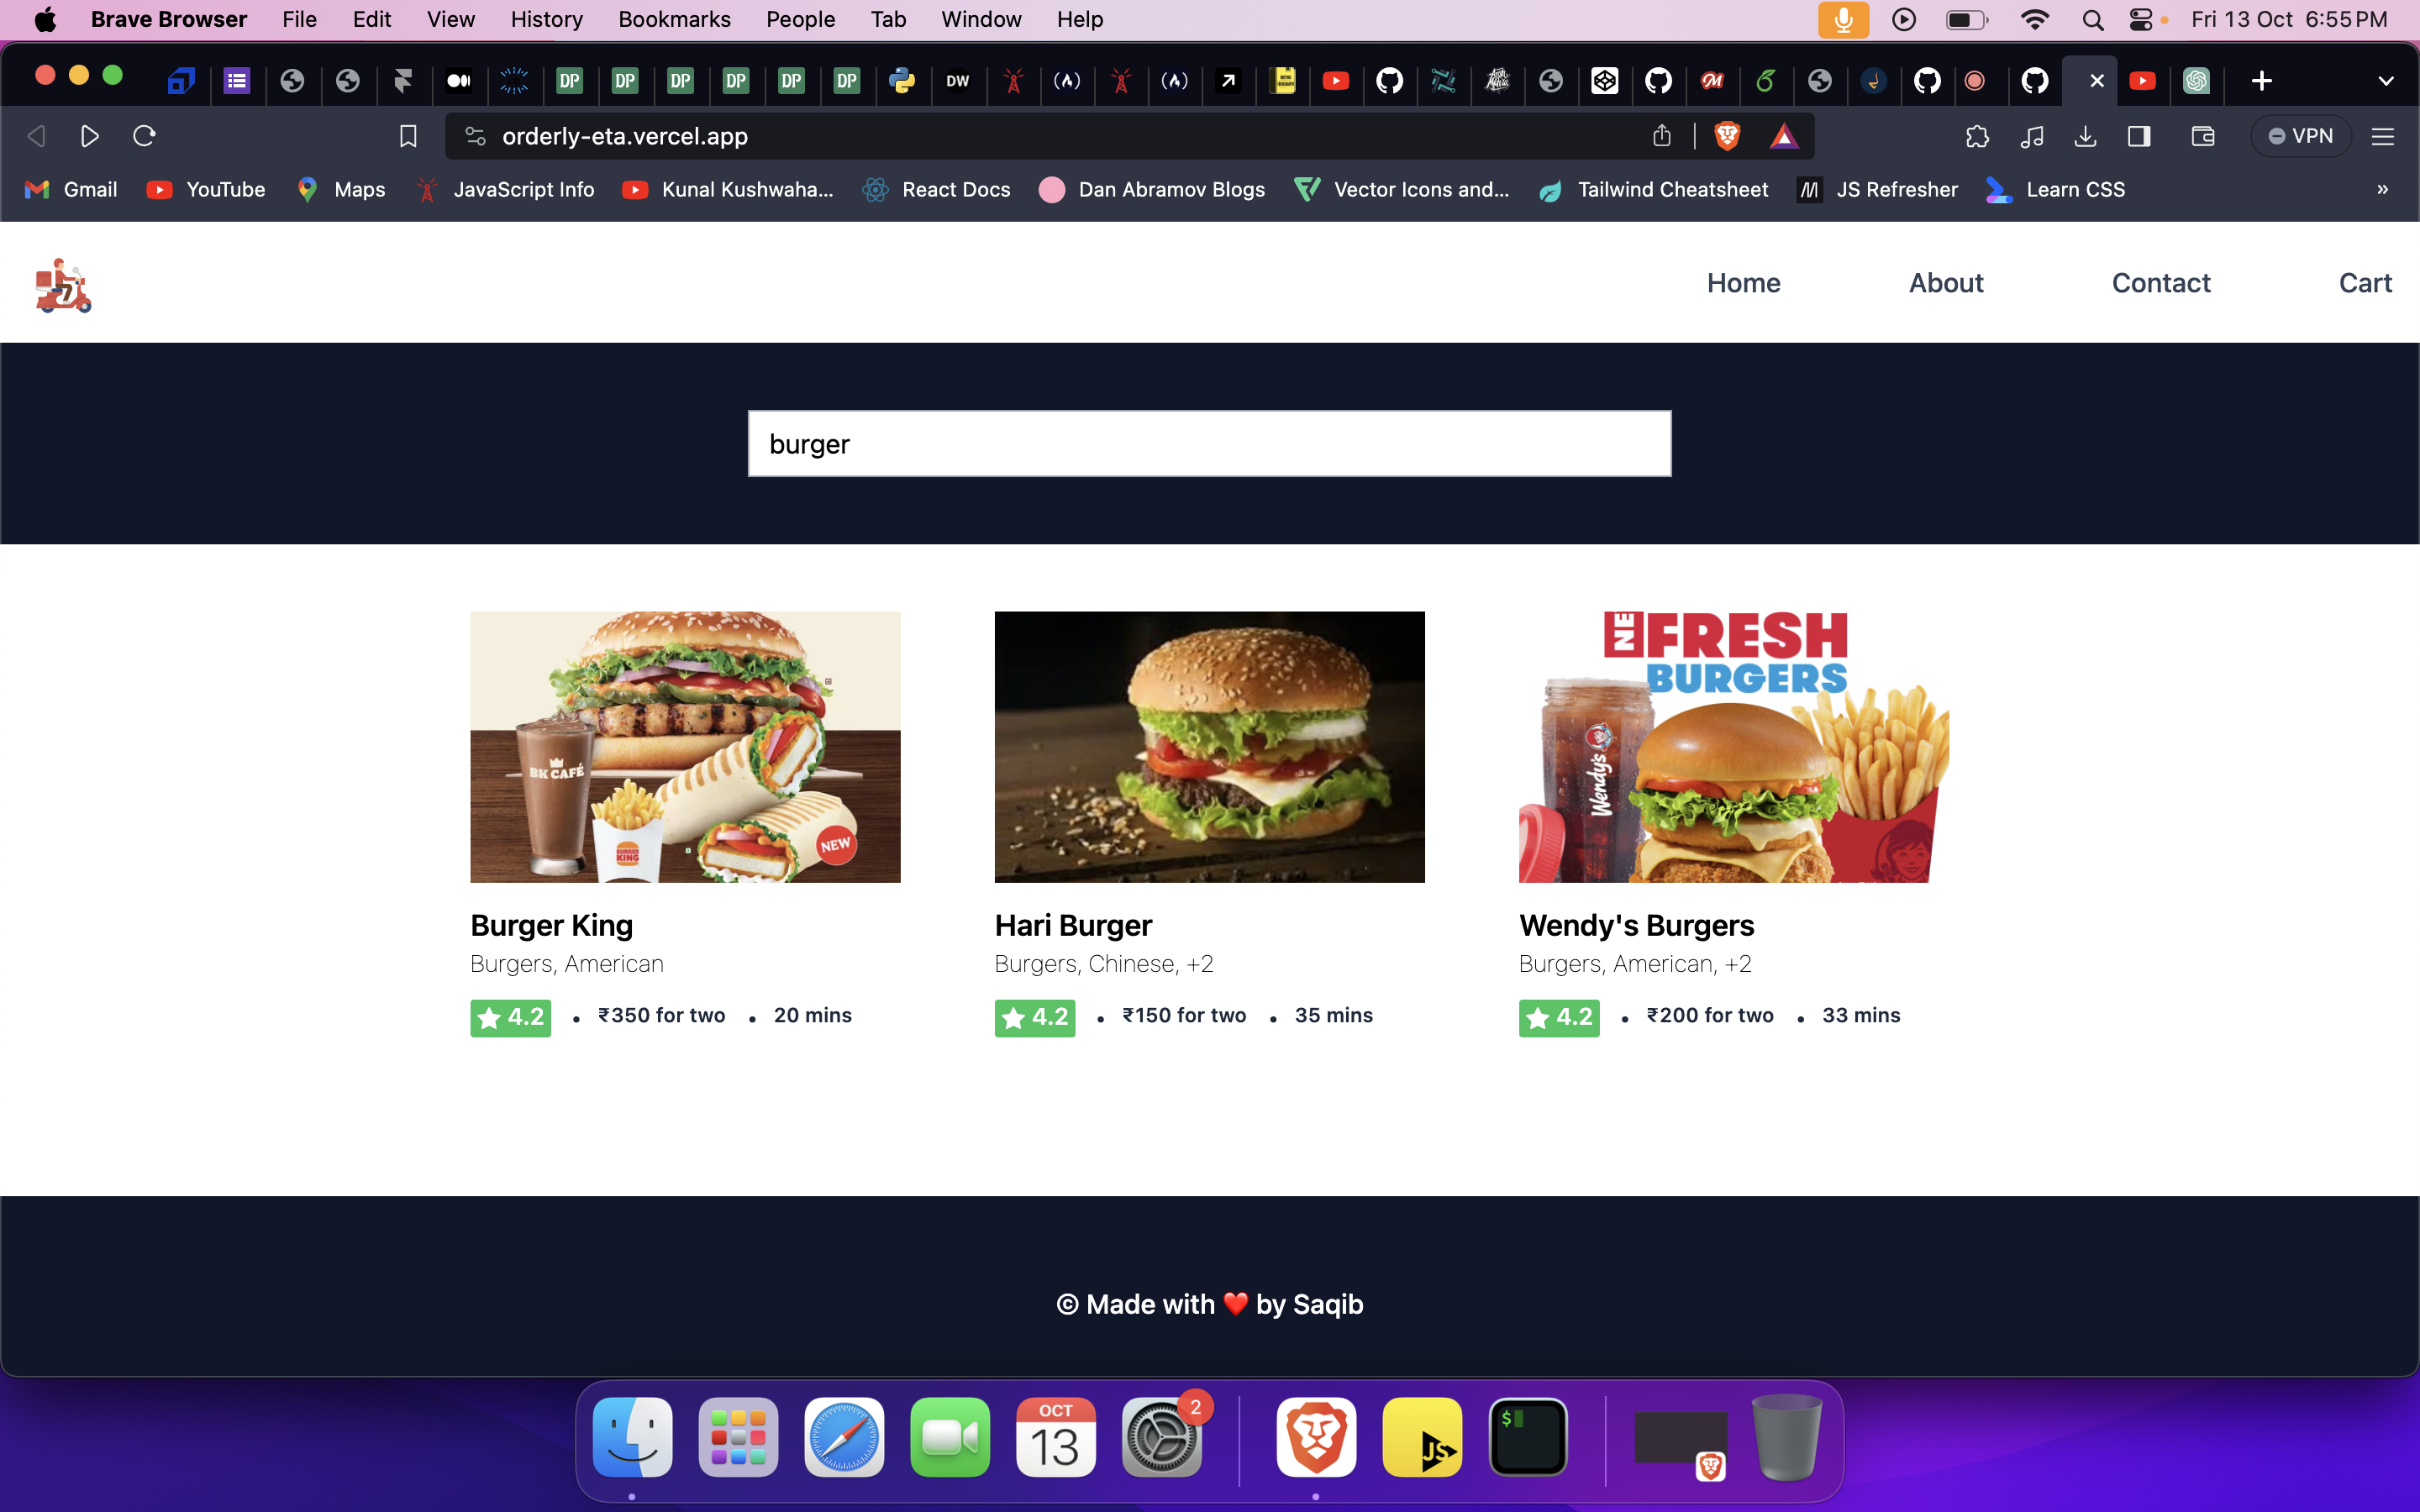 Brave Browser File Edit View History Bookmarks People Tab Window Help Fri 13 Oct 6:55 PM
DP DP DP DP DP DP DW
orderly-eta.vercel.app VPN
Gmail YouTube Maps JavaScript Info Kunal Kushwaha... React Docs Dan Abramov Blogs Vector Icons and... Tailwind Cheatsheet JS Refresher Learn CSS »
Home About Contact Cart
burger
BK CAFÉ
BURGER KING
NEW
FRESH
BURGERS
Wendy's
Burger King
Burgers, American
4.2 • ₹350 for two • 20 mins
Hari Burger
Burgers, Chinese, +2
4.2 • ₹150 for two • 35 mins
Wendy's Burgers
Burgers, American, +2
4.2 • ₹200 for two • 33 mins
© Made with ❤️ by Saqib
OCT
13
2
JS
$